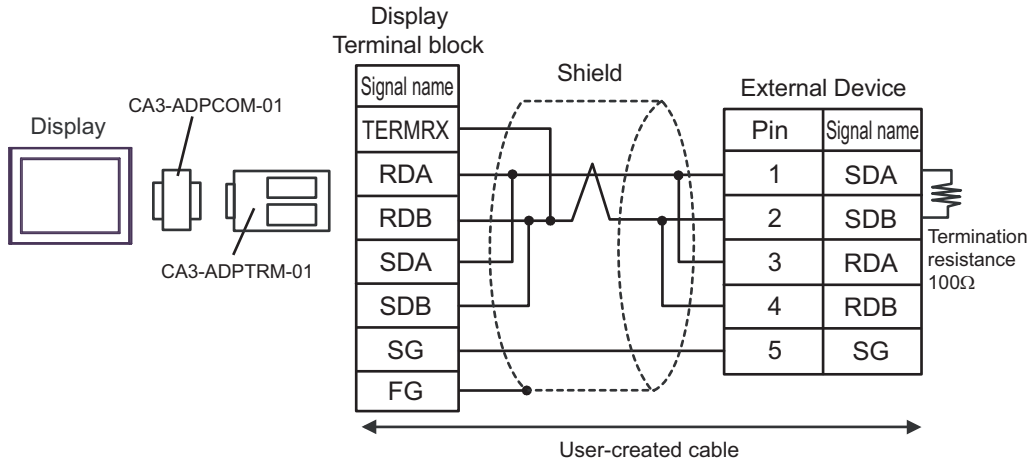 Display
Terminal block
Shield
External Device
CA3-ADPCOM-01
Display
CA3-ADPTRM-01
Signal name
TERMRX
RDA
RDB
SDA
SDB
SG
FG
Pin Signal name
1 SDA
2 SDB
3 RDA
4 RDB
5 SG
Termination
resistance
100Ω
User-created cable